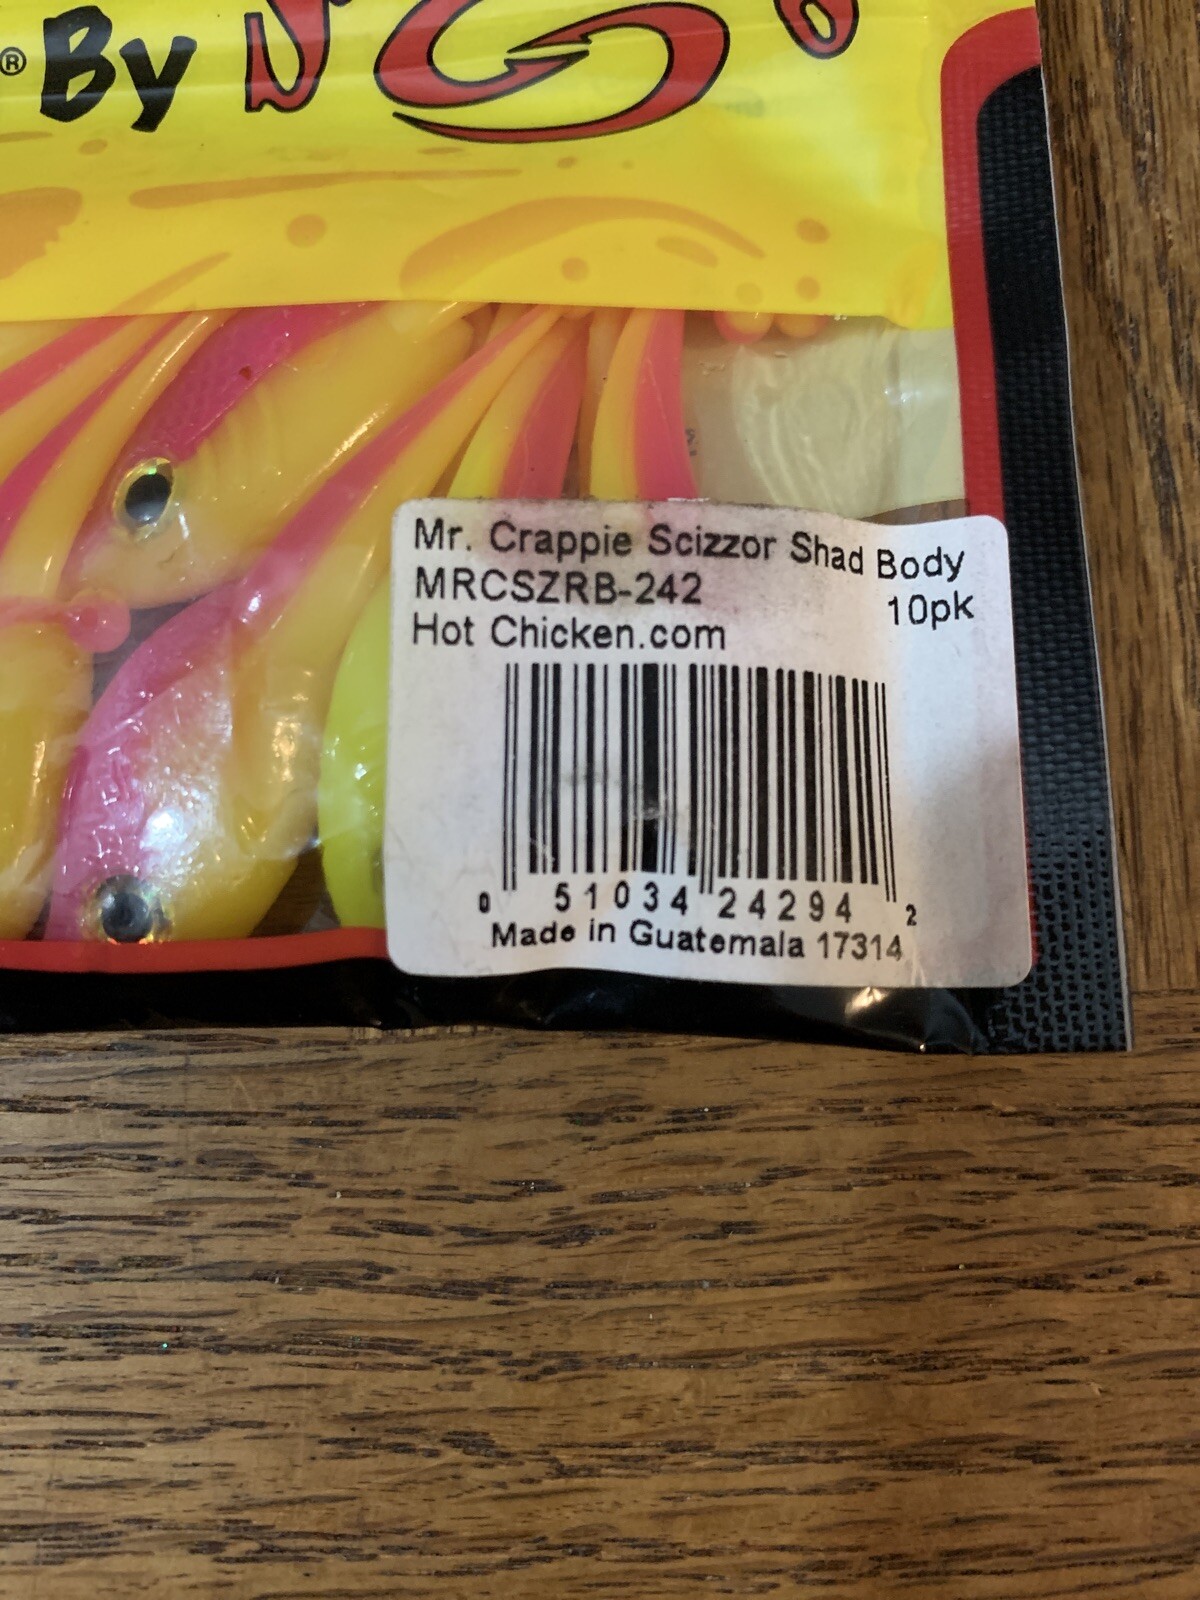 ® By
Mr. Crappie Scizzor Shad Body
MRCSZRB-242 10pk
Hot Chicken.com
0 51034 24294 2
Made in Guatemala 17314